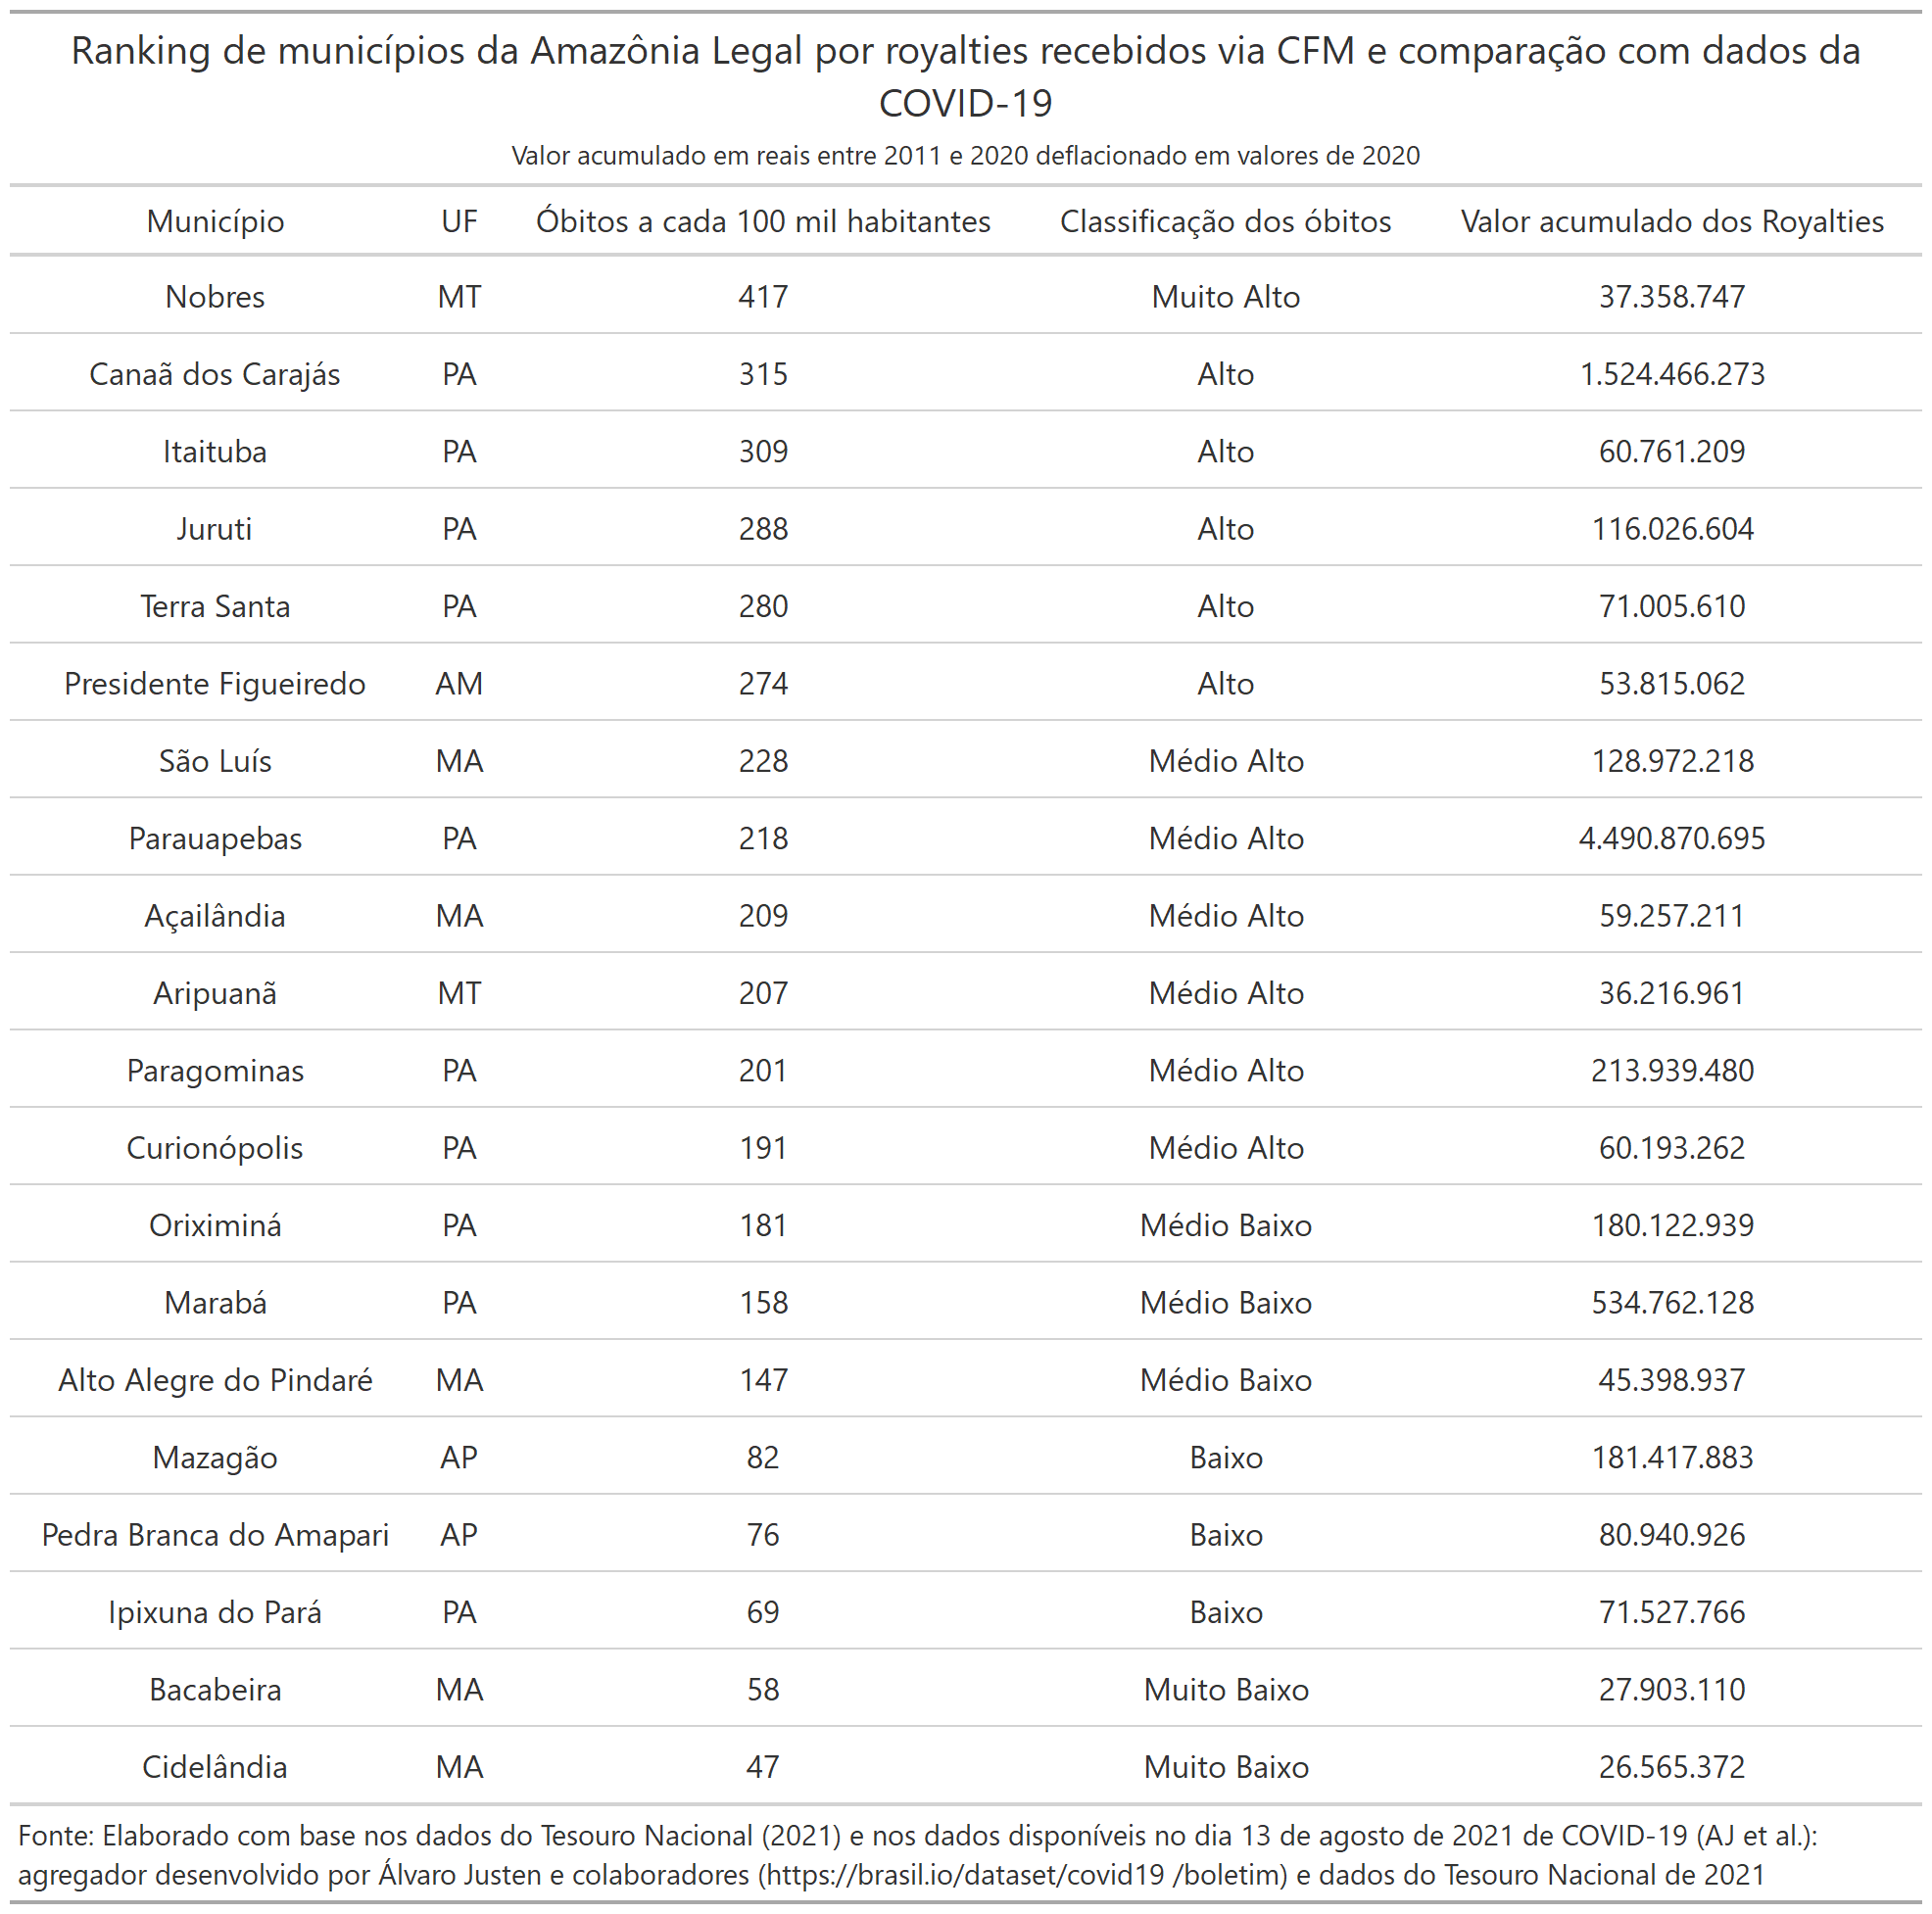 Ranking de municípios da Amazônia Legal por royalties recebidos via CFM e comparação com dados da
COVID-19
Valor acumulado em reais entre 2011 e 2020 deflacionado em valores de 2020
Município UF Óbitos a cada 100 mil habitantes Classificação dos óbitos Valor acumulado dos Royalties
Nobres MT 417 Muito Alto 37.358.747
Canaã dos Carajás PA 315 Alto 1.524.466.273
Itaituba PA 309 Alto 60.761.209
Juruti PA 288 Alto 116.026.604
Terra Santa PA 280 Alto 71.005.610
Presidente Figueiredo AM 274 Alto 53.815.062
São Luís MA 228 Médio Alto 128.972.218
Parauapebas PA 218 Médio Alto 4.490.870.695
Açailândia MA 209 Médio Alto 59.257.211
Aripuanã MT 207 Médio Alto 36.216.961
Paragominas PA 201 Médio Alto 213.939.480
Curionópolis PA 191 Médio Alto 60.193.262
Oriximiná PA 181 Médio Baixo 180.122.939
Marabá PA 158 Médio Baixo 534.762.128
Alto Alegre do Pindaré MA 147 Médio Baixo 45.398.937
Mazagão AP 82 Baixo 181.417.883
Pedra Branca do Amapari AP 76 Baixo 80.940.926
Ipixuna do Pará PA 69 Baixo 71.527.766
Bacabeira MA 58 Muito Baixo 27.903.110
Cidelândia MA 47 Muito Baixo 26.565.372
Fonte: Elaborado com base nos dados do Tesouro Nacional (2021) e nos dados disponíveis no dia 13 de agosto de 2021 de COVID-19 (AJ et al.):
agregador desenvolvido por Álvaro Justen e colaboradores (https://brasil.io/dataset/covid19 /boletim) e dados do Tesouro Nacional de 2021